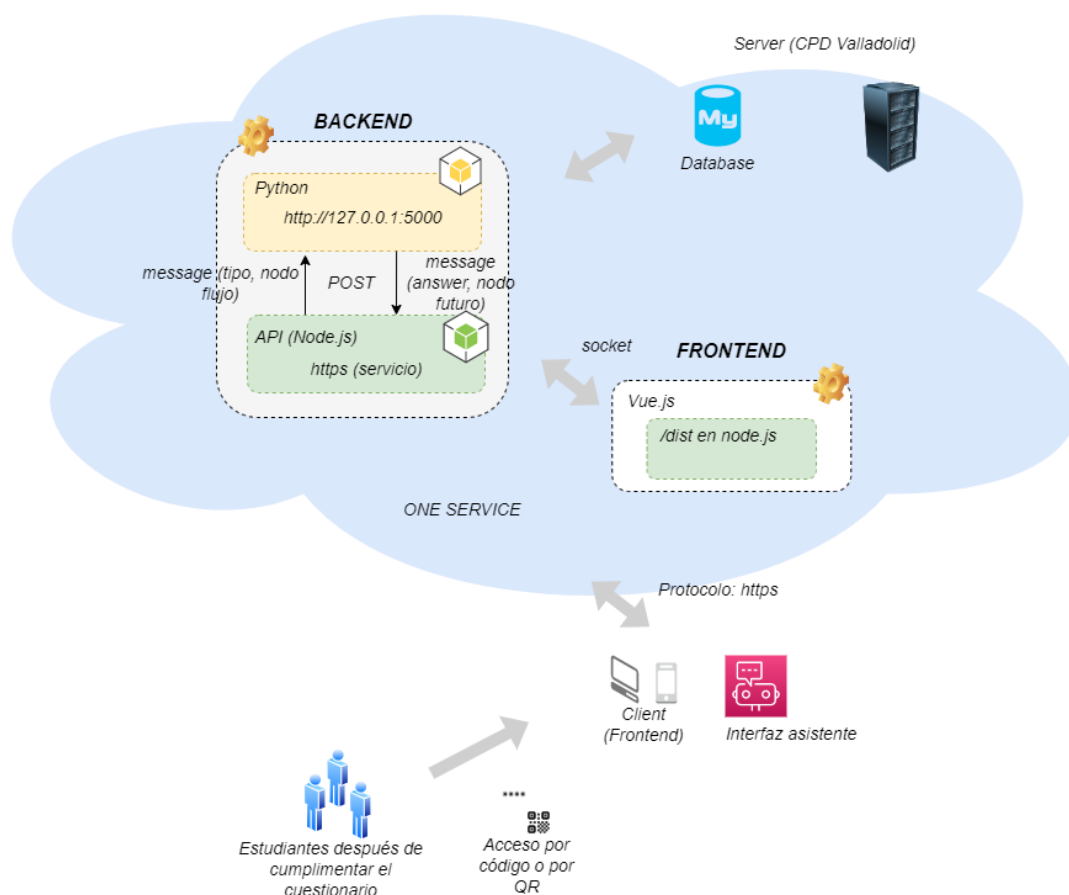 Server (CPD Valladolid)
BACKEND
My
Database
Python
http://127.0.0.1:5000
message (tipo, nodo
flujo)
POST
message
(answer, nodo
futuro)
API (Node.js)
https (servicio)
socket
FRONTEND
Vue.js
/dist en node.js
ONE SERVICE
Protocolo: https
Client
(Frontend)
Interfaz asistente
****
Estudiantes después de
cumplimentar el
cuestionario
Acceso por
código o por
QR